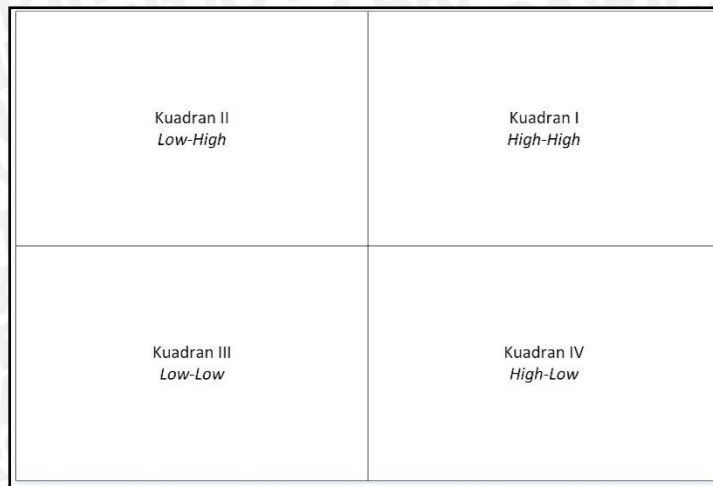 Kuadran II
Low-High
Kuadran I
High-High
Kuadran III
Low-Low
Kuadran IV
High-Low